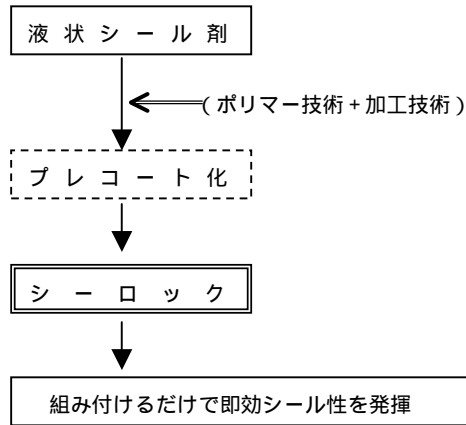 液状シール剤
（ポリマー技術＋加工技術）
プレコート化
シーロック
組み付けるだけで即効シール性を発揮